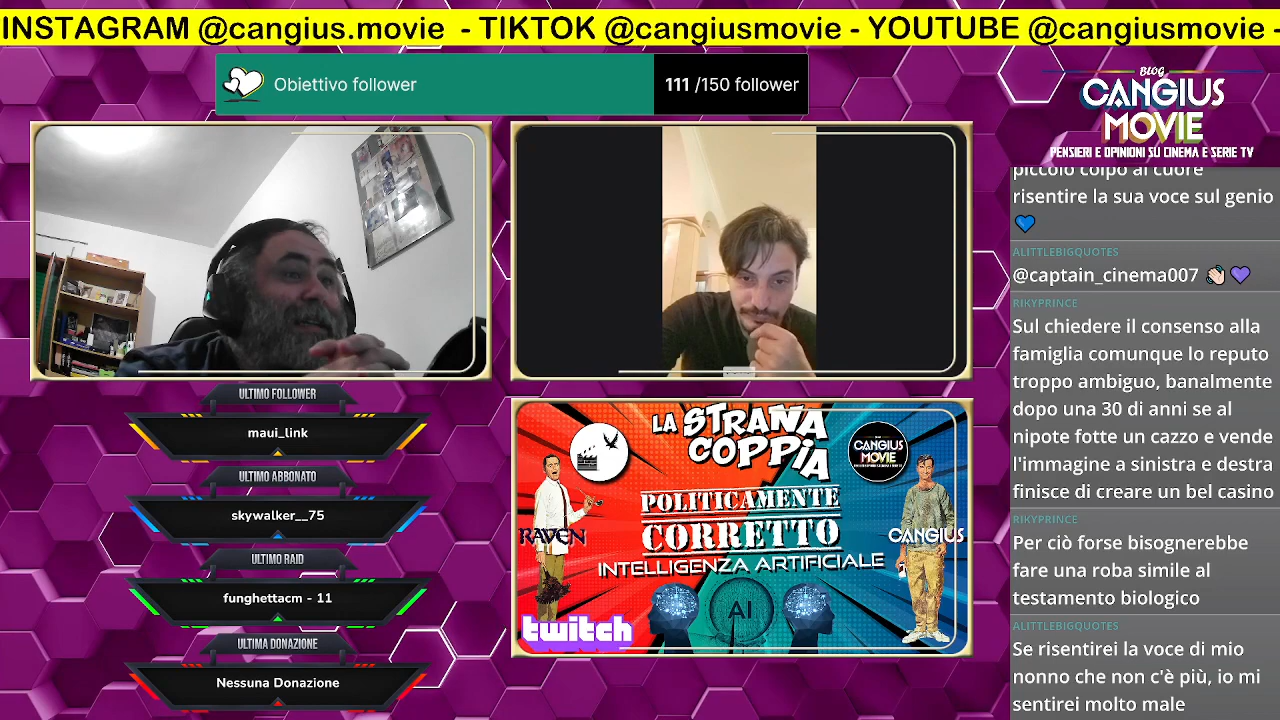 INSTAGRAM @cangius.movie - TIKTOK @cangiusmovie - YOUTUBE @cangiusmovie -
Obiettivo follower
111 /150 follower
BLOG
CANGIUS
MOVIE
PENSIERI E OPINIONI SU CINEMA E SERIE TV
piccolo colpo al cuore
risentire la sua voce sul genio
💙
ALITTLEBIGQUOTES
@captain_cinema007 👏🏻 💜
RIKYPRINCE
Sul chiedere il consenso alla
famiglia comunque lo reputo
troppo ambiguo, banalmente
dopo una 30 di anni se al
nipote fotte un cazzo e vende
l'immagine a sinistra e destra
finisce di creare un bel casino
RIKYPRINCE
Per ciò forse bisognerebbe
fare una roba simile al
testamento biologico
ALITTLEBIGQUOTES
Se risentirei la voce di mio
nonno che non c'è più, io mi
sentirei molto male
ULTIMO FOLLOWER
maui_link
ULTIMO ABBONATO
skywalker__75
ULTIMO RAID
funghettacm - 11
ULTIMA DONAZIONE
Nessuna Donazione
LA STRANA
COPPIA
CANGIUS
MOVIE
POLITICAMENTE
CORRETTO
RAVEN
CANGIUS
INTELLIGENZA ARTIFICIALE
AI
twitch